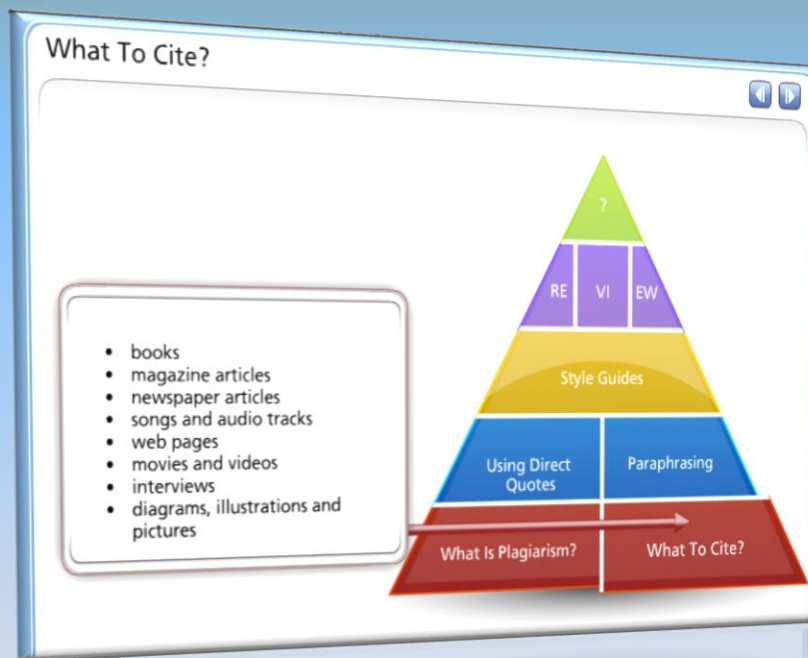 What To Cite?
?
RE VI EW
Style Guides
Using Direct
Quotes
Paraphrasing
What Is Plagiarism?
What To Cite?
• books
• magazine articles
• newspaper articles
• songs and audio tracks
• web pages
• movies and videos
• interviews
• diagrams, illustrations and
pictures